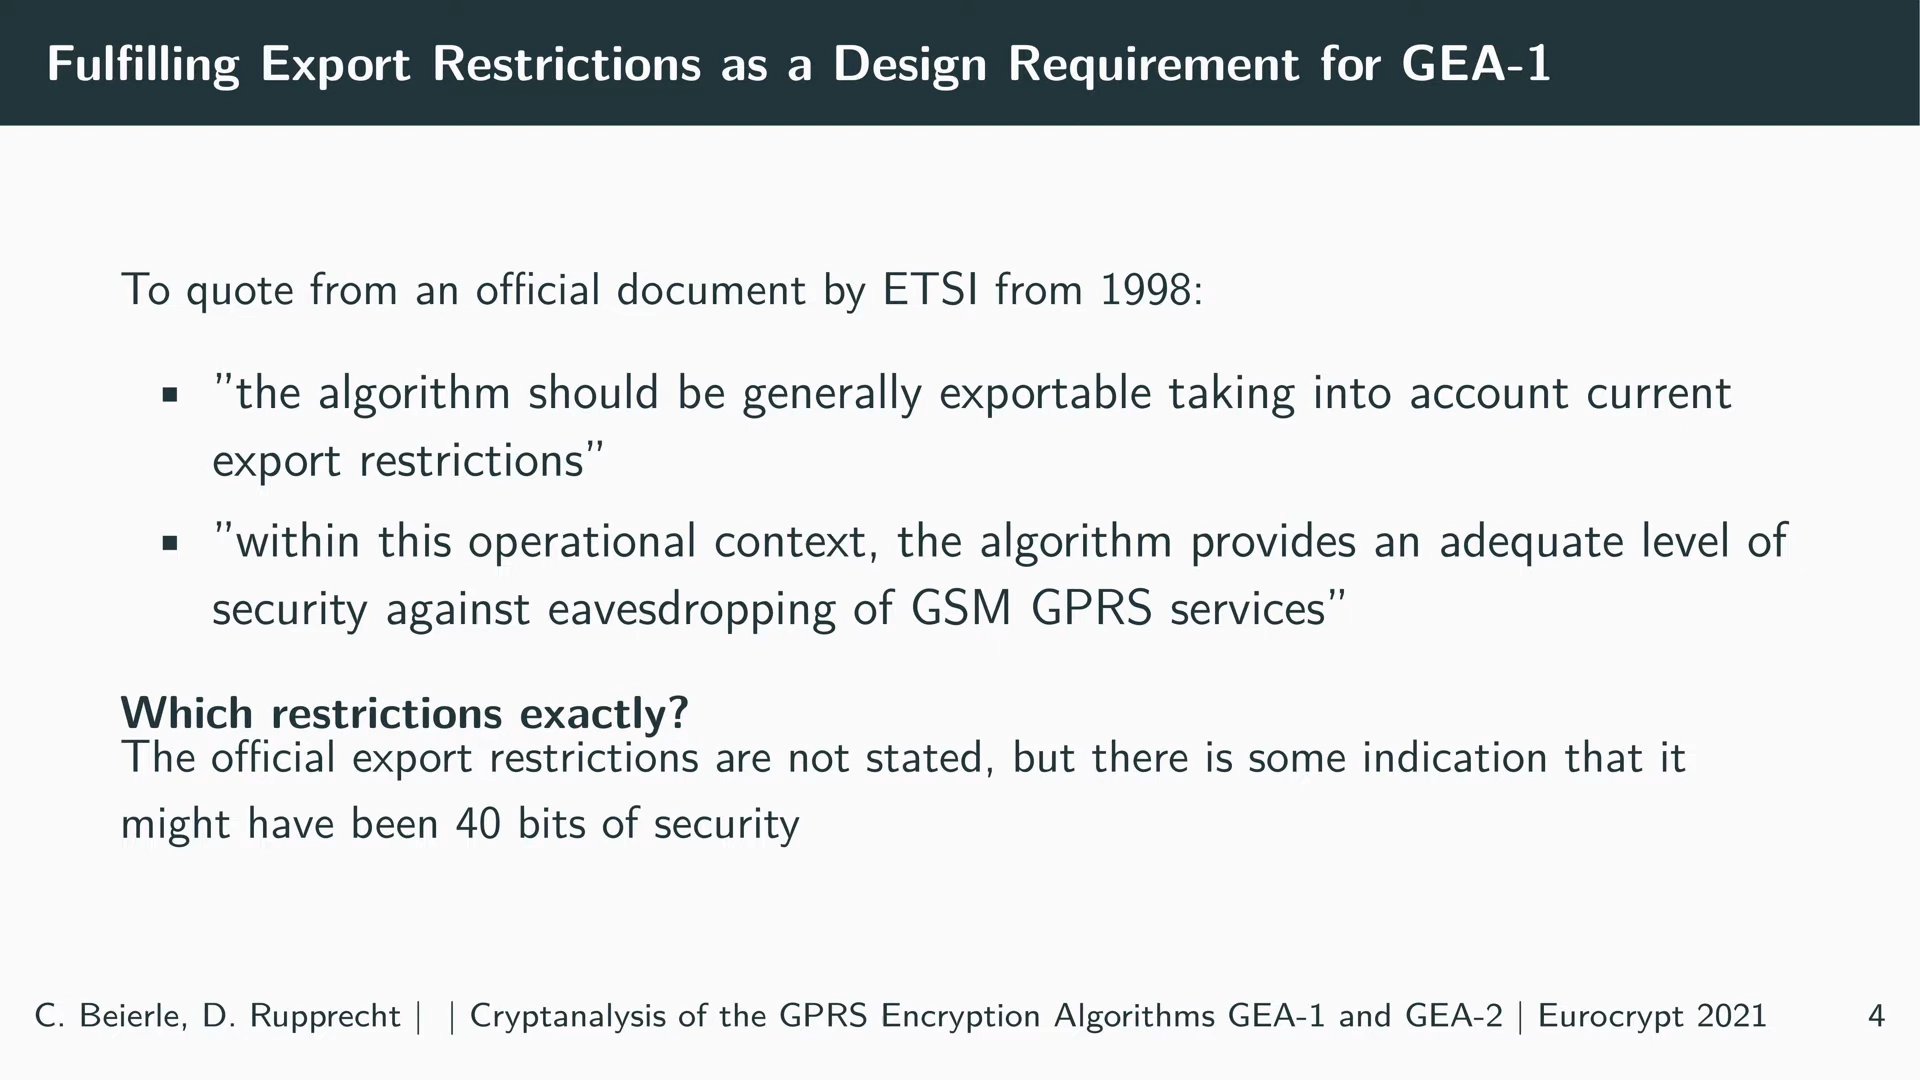 Fulfilling Export Restrictions as a Design Requirement for GEA-1
To quote from an official document by ETSI from 1998:
▪ ”the algorithm should be generally exportable taking into account current
export restrictions”
▪ ”within this operational context, the algorithm provides an adequate level of
security against eavesdropping of GSM GPRS services”
Which restrictions exactly?
The official export restrictions are not stated, but there is some indication that it
might have been 40 bits of security
C. Beierle, D. Rupprecht | | Cryptanalysis of the GPRS Encryption Algorithms GEA-1 and GEA-2 | Eurocrypt 2021 4